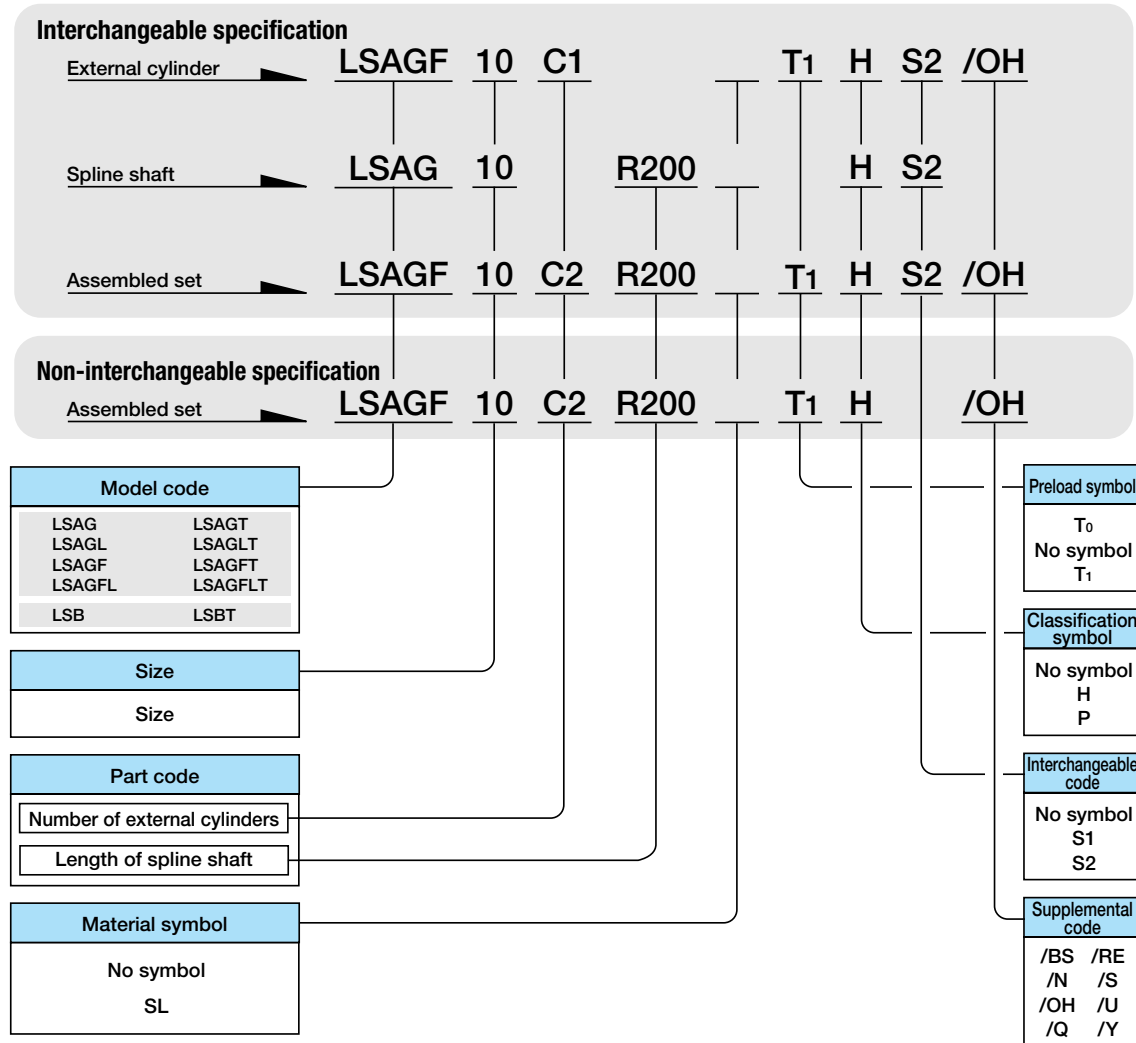 Interchangeable specification
External cylinder LSAGF 10 C1 T1 H S2 /OH
Spline shaft LSAG 10 R200 H S2
Assembled set LSAGF 10 C2 R200 T1 H S2 /OH
Non-interchangeable specification
Assembled set LSAGF 10 C2 R200 T1 H /OH
Model code
LSAG LSAGT
LSAGL LSAGLT
LSAGF LSAGFT
LSAGFL LSAGFLT
LSB LSBT
Size
Size
Part code
Number of external cylinders
Length of spline shaft
Material symbol
No symbol
SL
Preload symbol
T0
No symbol
T1
Classification
symbol
No symbol
H
P
Interchangeable
code
No symbol
S1
S2
Supplemental
code
/BS /RE
/N /S
/OH /U
/Q /Y